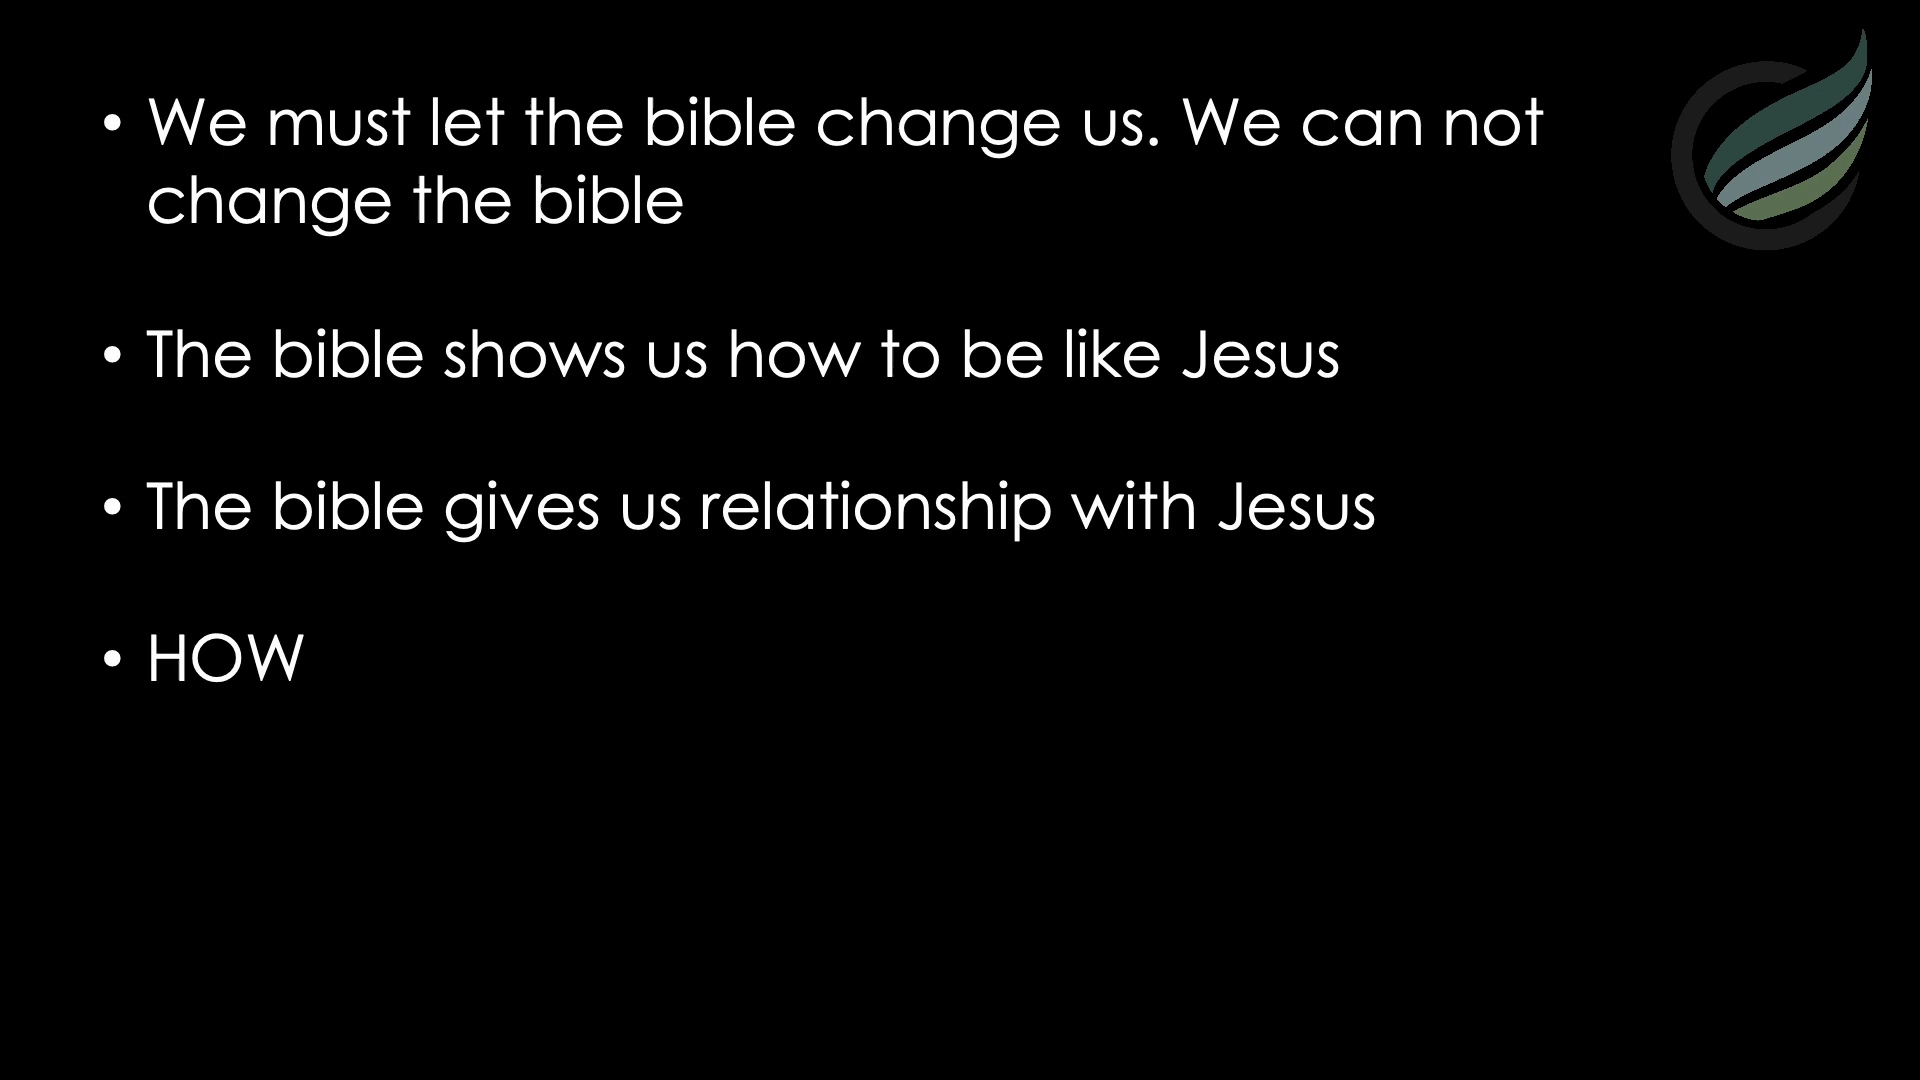 • We must let the bible change us. We can not
change the bible
• The bible shows us how to be like Jesus
• The bible gives us relationship with Jesus
• HOW